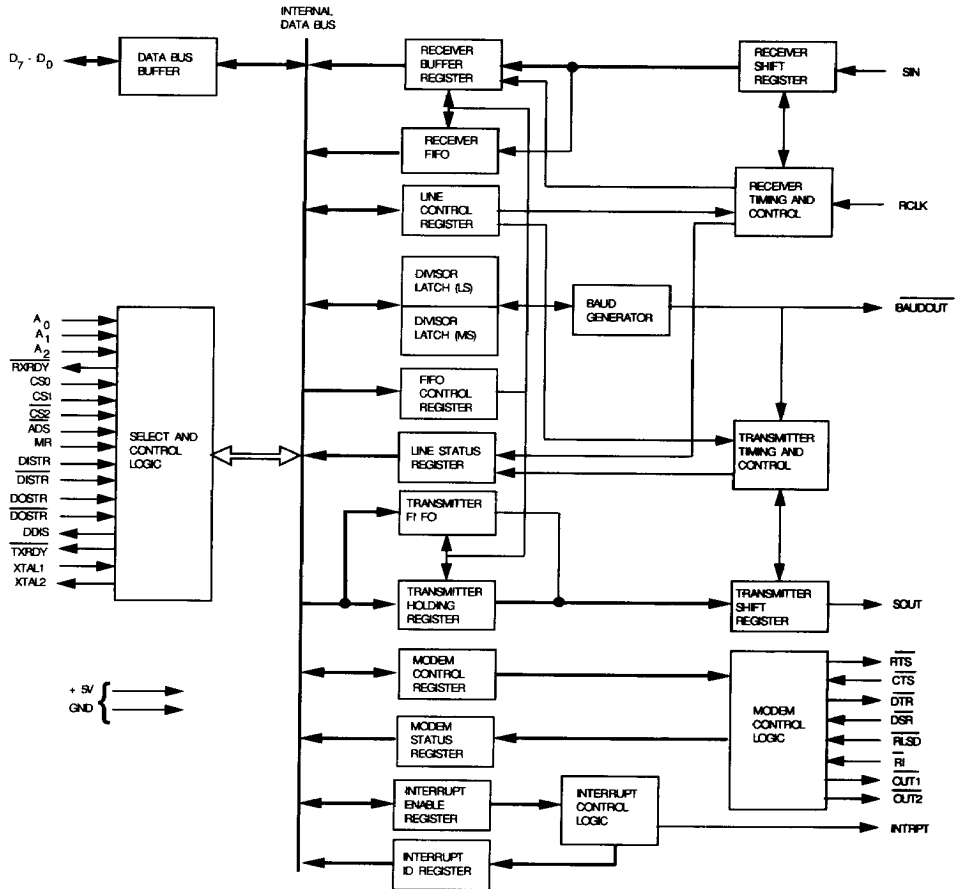 INTERNAL
DATA BUS
D7 - D0
DATA BUS
BUFFER
RECEIVER
BUFFER
REGISTER
RECEIVER
SHIFT
REGISTER
SIN
RECEIVER
FIFO
LINE
CONTROL
REGISTER
RECEIVER
TIMING AND
CONTROL
RCLK
DIVISOR
LATCH (LS)
DIVISOR
LATCH (MS)
BAUD
GENERATOR
BAUDOUT
A0
A1
A2
RXRDY
CS0
CS1
CS2
ADS
MR
DISTR
DISTR
DOSTR
DOSTR
DDIS
TXRDY
XTAL1
XTAL2
SELECT AND
CONTROL
LOGIC
FIFO
CONTROL
REGISTER
LINE STATUS
REGISTER
TRANSMITTER
TIMING AND
CONTROL
TRANSMITTER
FIFO
TRANSMITTER
HOLDING
REGISTER
TRANSMITTER
SHIFT
REGISTER
SOUT
+ 5V
GND
MODEM
CONTROL
REGISTER
MODEM
STATUS
REGISTER
MODEM
CONTROL
LOGIC
RTS
CTS
DTR
DSR
RLSD
RI
OUT1
OUT2
INTERRUPT
ENABLE
REGISTER
INTERRUPT
CONTROL
LOGIC
INTRPT
INTERRUPT
ID REGISTER